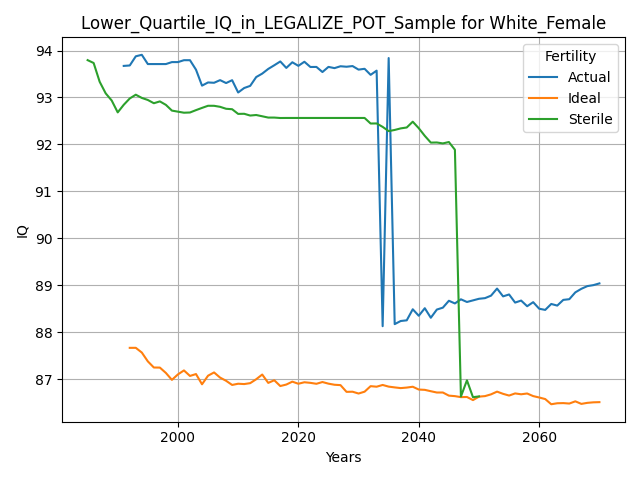 Lower_Quartile_IQ_in_LEGALIZE_POT_Sample for White_Female
Fertility
Actual
Ideal
Sterile
94
93
92
91
90
89
88
87
IQ
2000
2020
2040
2060
Years